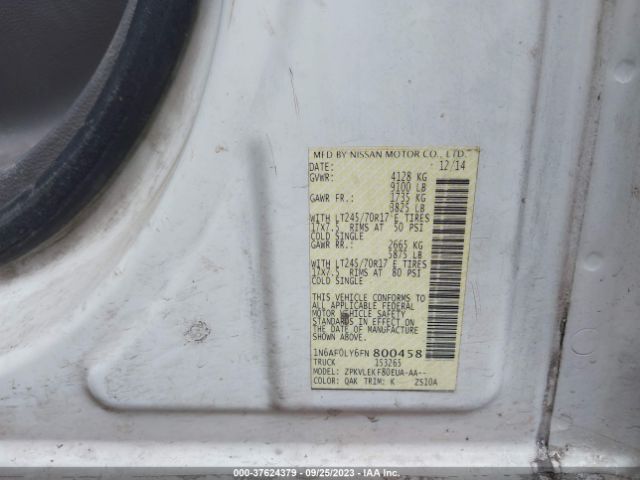 MFD BY NISSAN MOTOR CO., LTD.
DATE: 12/14
GVWR: 4128 KG
9100 LB
GAWR FR.: 1735 KG
3825 LB
WITH LT245/70R17 E TIRES
17X7.5 RIMS AT 50 PSI
COLD SINGLE
GAWR RR.: 2665 KG
5875 LB
WITH LT245/70R17 E TIRES
17X7.5 RIMS AT 80 PSI
COLD SINGLE
THIS VEHICLE CONFORMS TO
ALL APPLICABLE FEDERAL
MOTOR VEHICLE SAFETY
STANDARDS IN EFFECT ON
THE DATE OF MANUFACTURE
SHOWN ABOVE.
1N6AF0LY6FN800458
TRUCK 153265
MODEL: ZPKVLEKF80EUA-AA--
COLOR: QAK TRIM: K ZS10A
000-37624379 - 09/25/2023 - IAA Inc.